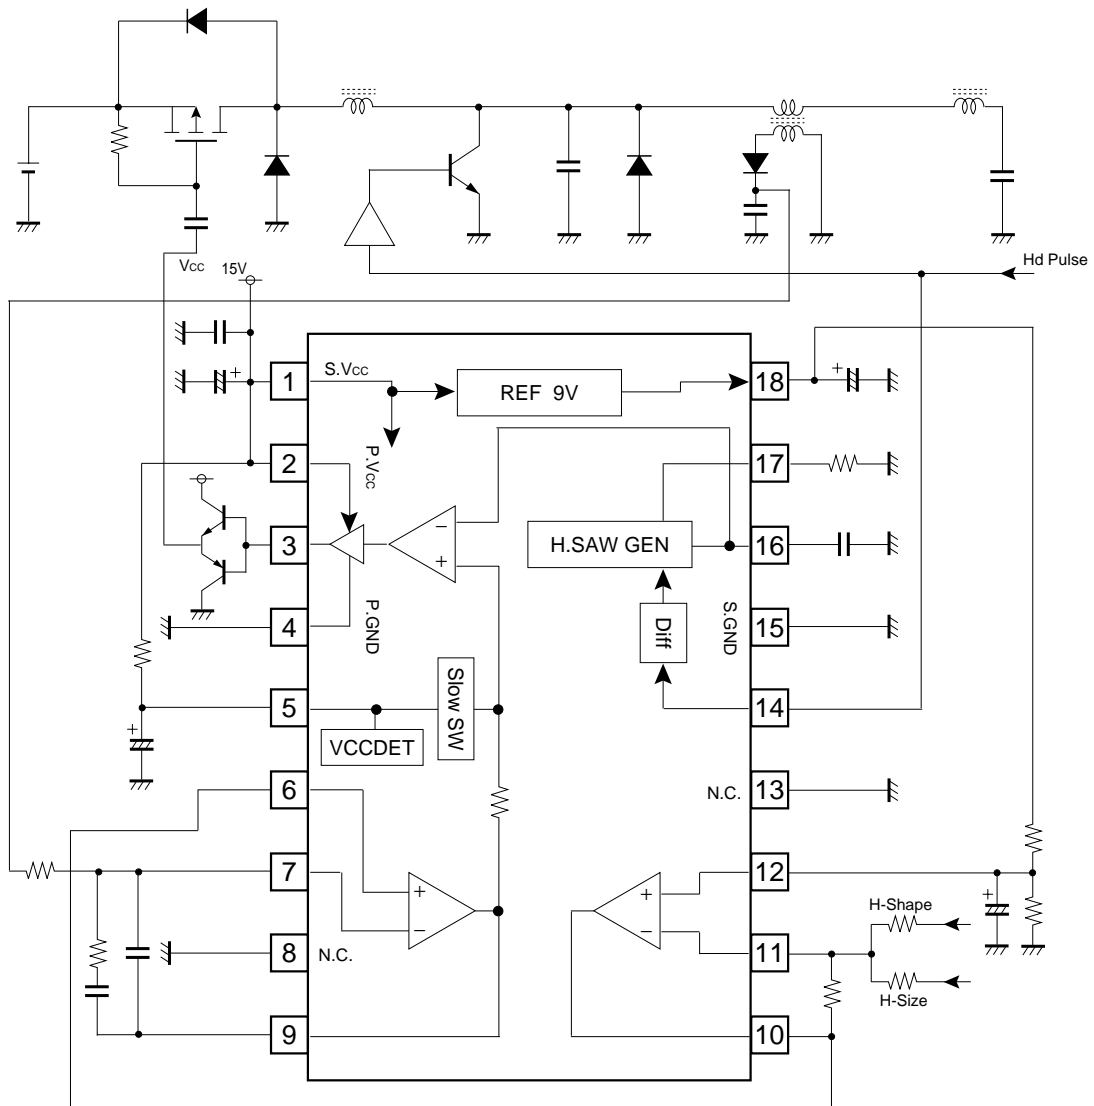 Hd Pulse
VCC
15V
+
1
S.VCC
REF 9V
18
+
2
P.VCC
17
3
−
+
H.SAW GEN
16
4
P.GND
Diff
S.GND
15
5
Slow SW
14
VCCDET
+
6
N.C.
13
7
+
−
+
−
12
+
H-Shape
8
N.C.
11
H-Size
9
10